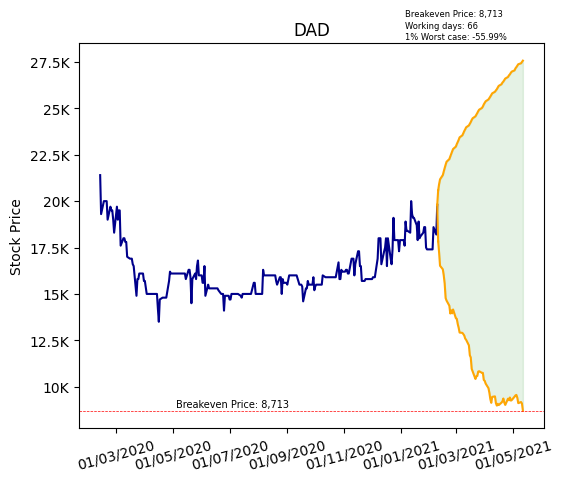 Breakeven Price: 8,713
Working days: 66
1% Worst case: -55.99%
DAD
Stock Price
27.5K
25K
22.5K
20K
17.5K
15K
12.5K
10K
Breakeven Price: 8,713
01/03/2020
01/05/2020
01/07/2020
01/09/2020
01/11/2020
01/01/2021
01/03/2021
01/05/2021